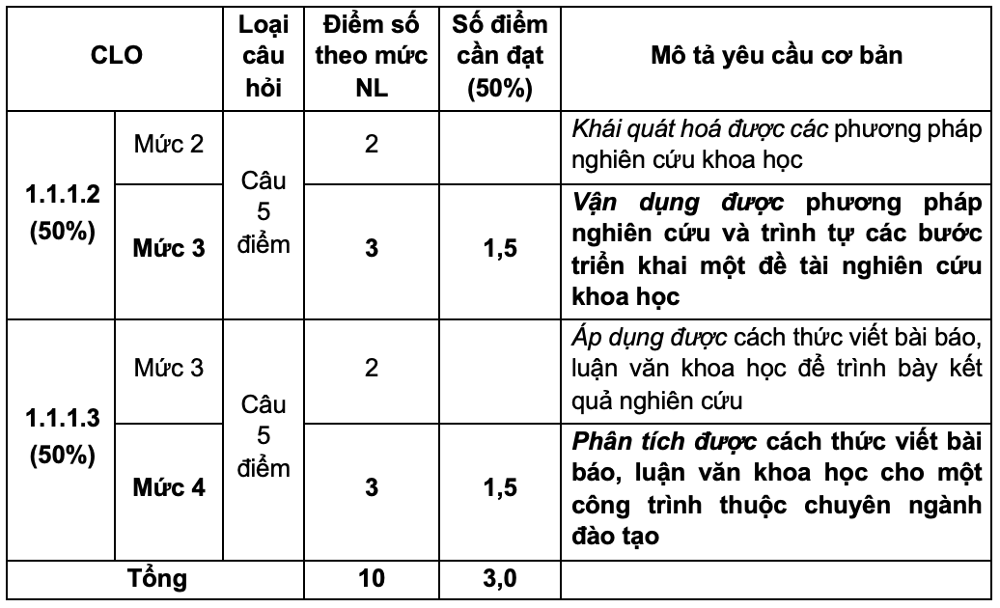 CLO
Loại
câu
hỏi
Điểm số
theo mức
NL
Số điểm
cần đạt
(50%)
Mô tả yêu cầu cơ bản
1.1.1.2
(50%)
Mức 2
Câu
5
điểm
2
Khái quát hoá được các phương pháp
nghiên cứu khoa học
Mức 3
3
1,5
Vận dụng được phương pháp
nghiên cứu và trình tự các bước
triển khai một đề tài nghiên cứu
khoa học
1.1.1.3
(50%)
Mức 3
Câu
5
điểm
2
Áp dụng được cách thức viết bài báo,
luận văn khoa học để trình bày kết
quả nghiên cứu
Mức 4
3
1,5
Phân tích được cách thức viết bài
báo, luận văn khoa học cho một
công trình thuộc chuyên ngành
đào tạo
Tổng
10
3,0